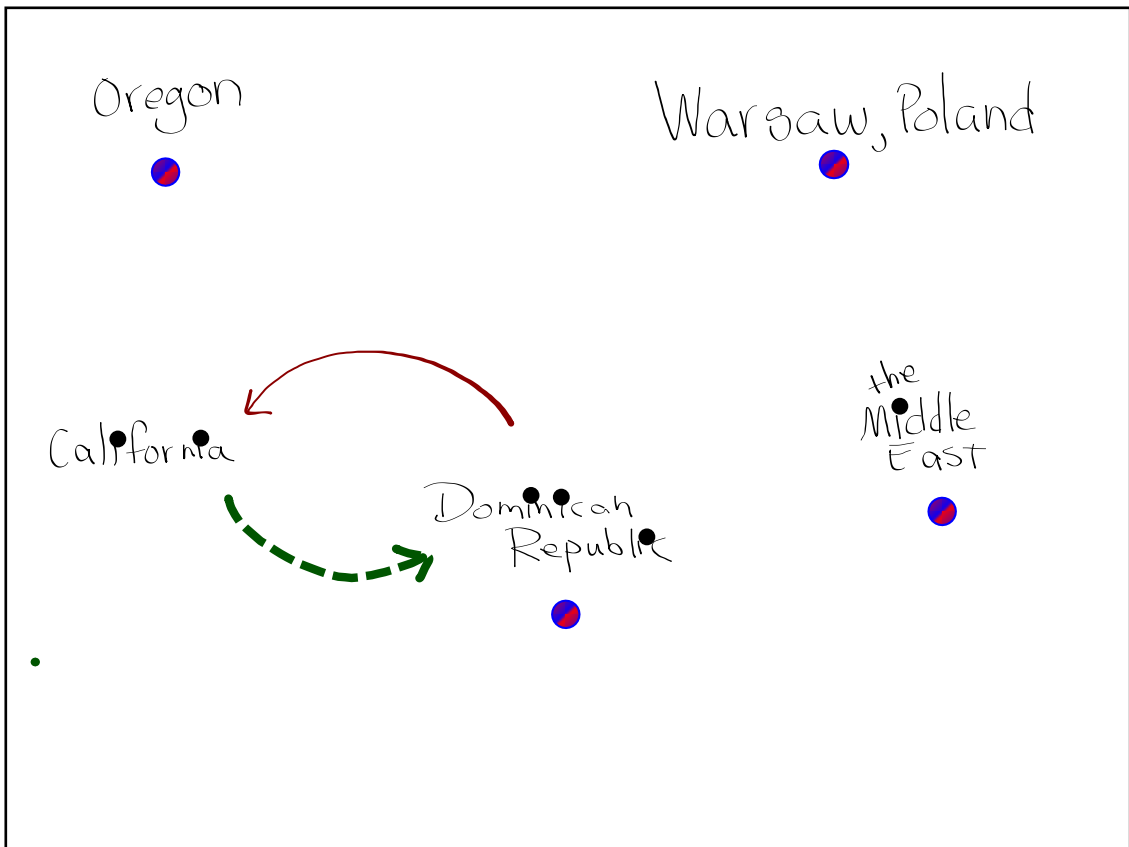 Oregon
Warsaw, Poland
California
Dominican
Republic
the
Middle
East